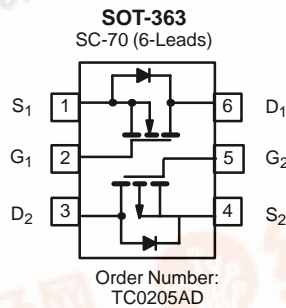 SOT-363
SC-70 (6-Leads)
S1 1 6 D1
G1 2 5 G2
D2 3 4 S2
Order Number:
TC0205AD